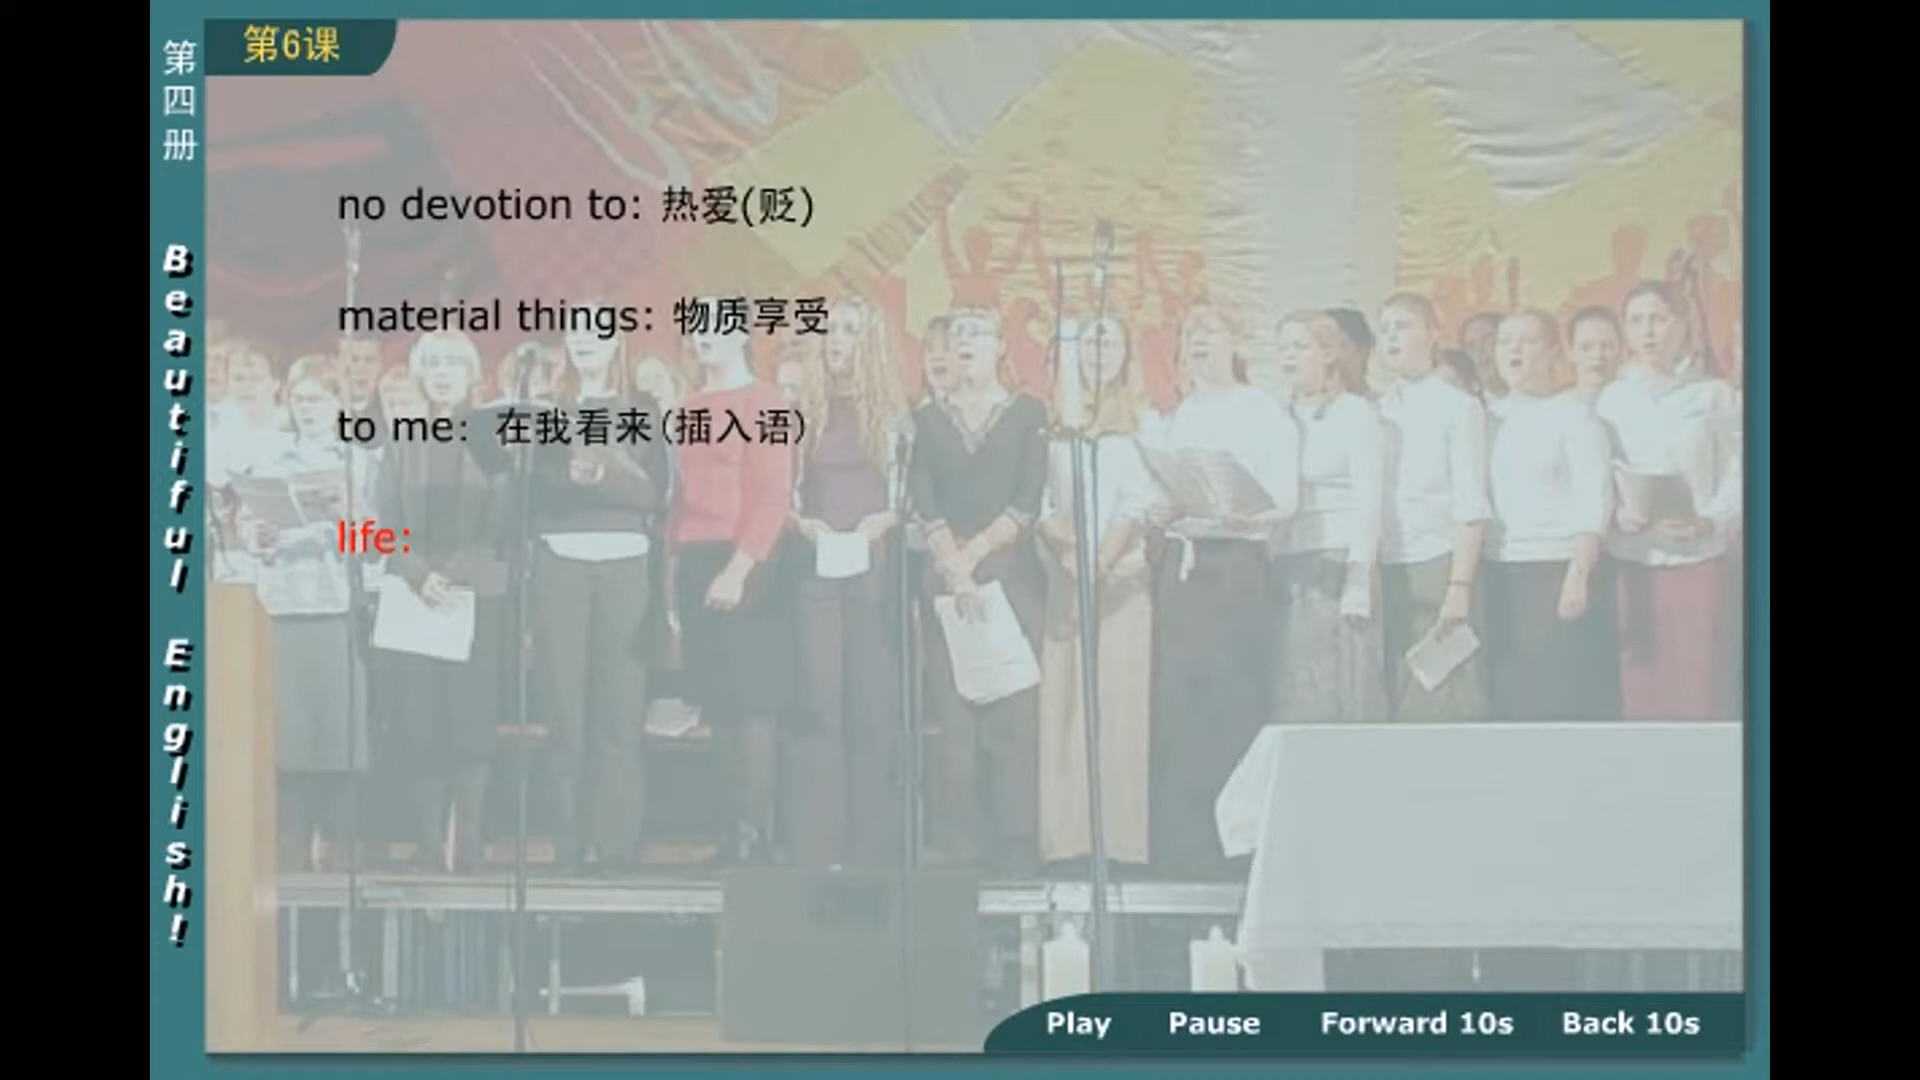 第四册
Beautiful English!
第6课
no devotion to: 热爱(贬)
material things: 物质享受
to me: 在我看来(插入语)
life:
Play Pause Forward 10s Back 10s